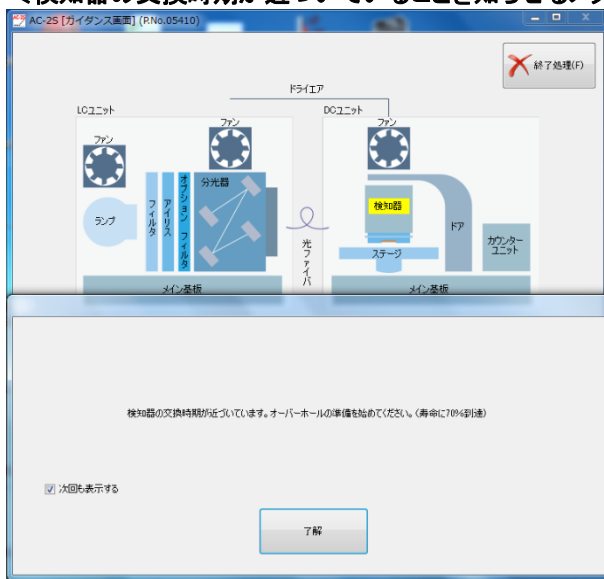 <検知器の交換時期が近づいていることを知らせるメッ
AC-2S [ガイダンス画面] (P.No.05410)
終了処理(F)
ドライエア
LCユニット
DCユニット
ファン
ファン
ファン
ランプ
フィルタ
アイリス
オプション フィルタ
分光器
光ファイバ
検知器
ステージ
ドア
カウンター
ユニット
メイン基板
メイン基板
検知器の交換時期が近づいています。オーバーホールの準備を始めてください。(寿命に70%到達)
次回も表示する
了解